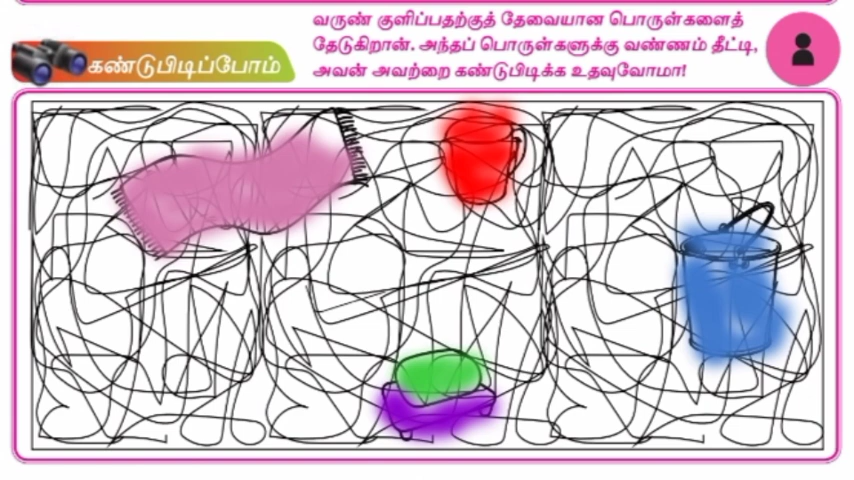 வருண் குளிப்பதற்குத் தேவையான பொருள்களைத்
தேடுகிறான். அந்தப் பொருள்களுக்கு வண்ணம் தீட்டி,
அவன் அவற்றை கண்டுபிடிக்க உதவுவோமா!
கண்டுபிடிப்போம்